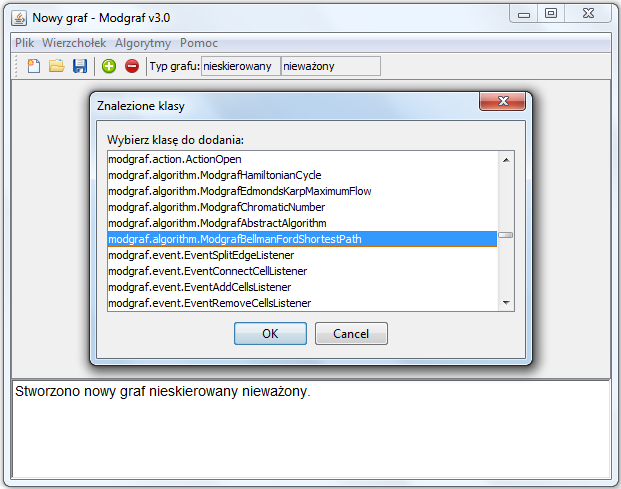 Nowy graf - Modgraf v3.0
Plik Wierzchołek Algorytmy Pomoc
Typ grafu: nieskierowany nieważony
Znalezione klasy
Wybierz klasę do dodania:
modgraf.action.ActionOpen
modgraf.algorithm.ModgrafHamiltonianCycle
modgraf.algorithm.ModgrafEdmondsKarpMaximumFlow
modgraf.algorithm.ModgrafChromaticNumber
modgraf.algorithm.ModgrafAbstractAlgorithm
modgraf.algorithm.ModgrafBellmanFordShortestPath
modgraf.event.EventSplitEdgeListener
modgraf.event.EventConnectCellListener
modgraf.event.EventAddCellsListener
modgraf.event.EventRemoveCellsListener
OK Cancel
Stworzono nowy graf nieskierowany nieważony.